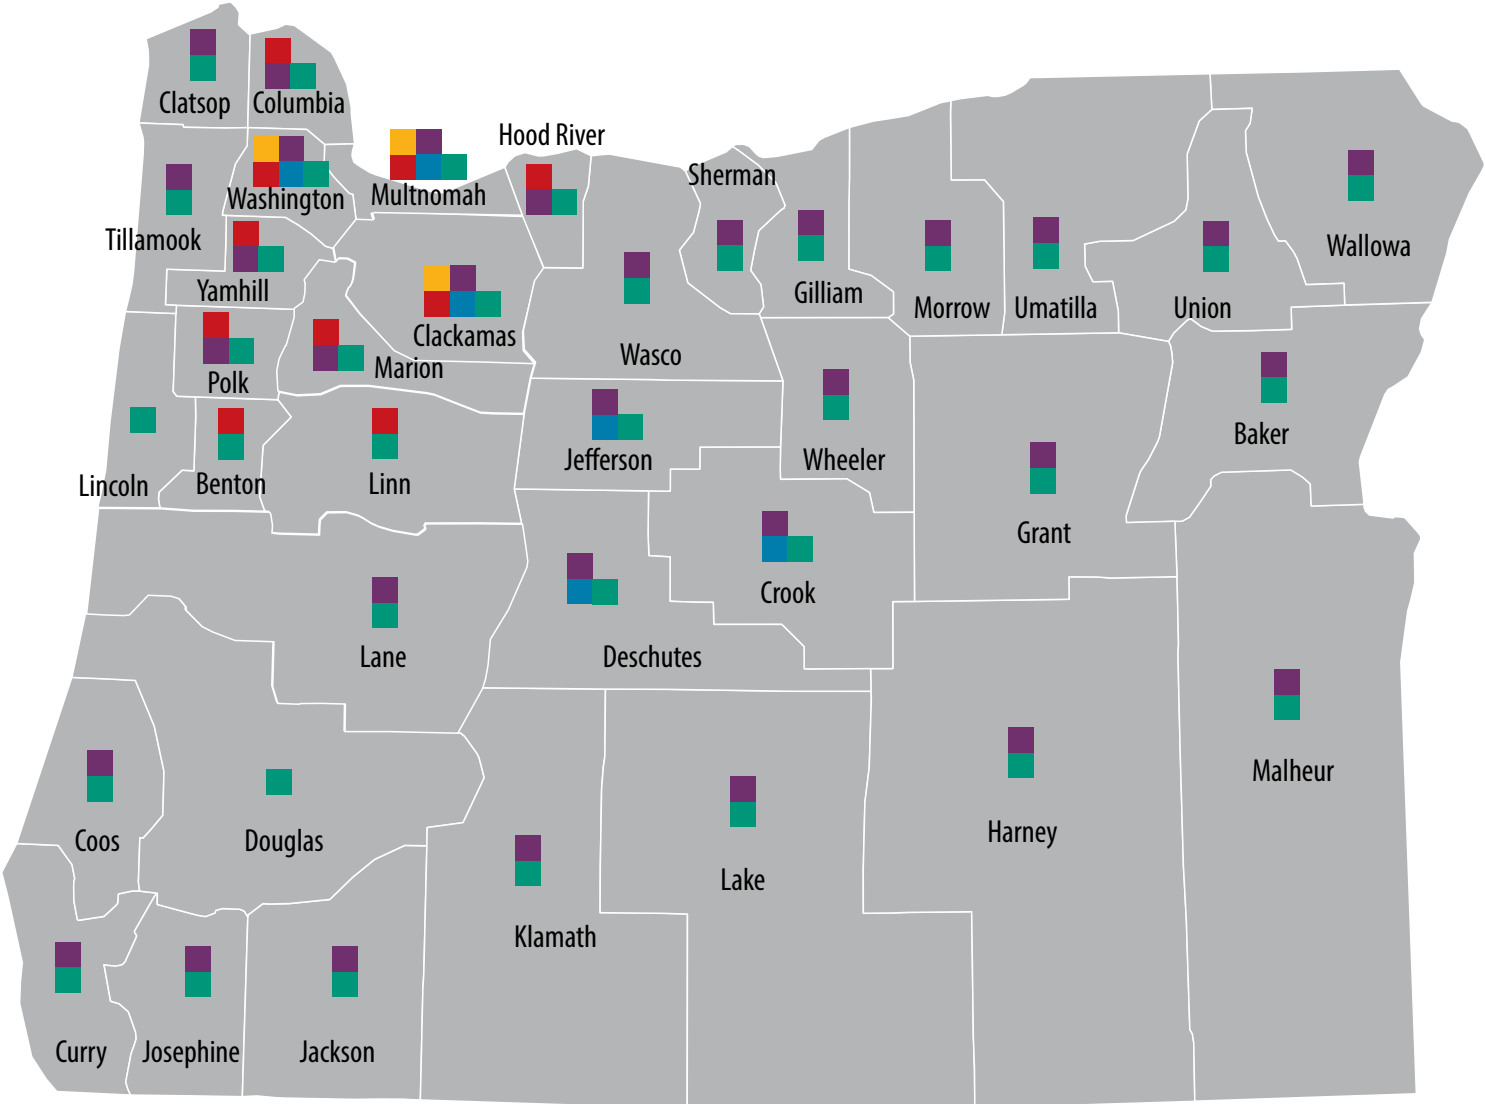 Clatsop
Columbia
Hood River
Sherman
Washington
Multnomah
Tillamook
Wallowa
Yamhill
Gilliam
Morrow
Umatilla
Union
Clackamas
Wasco
Marion
Polk
Baker
Jefferson
Wheeler
Lincoln
Benton
Linn
Grant
Crook
Lane
Deschutes
Malheur
Coos
Douglas
Harney
Lake
Klamath
Curry
Josephine
Jackson